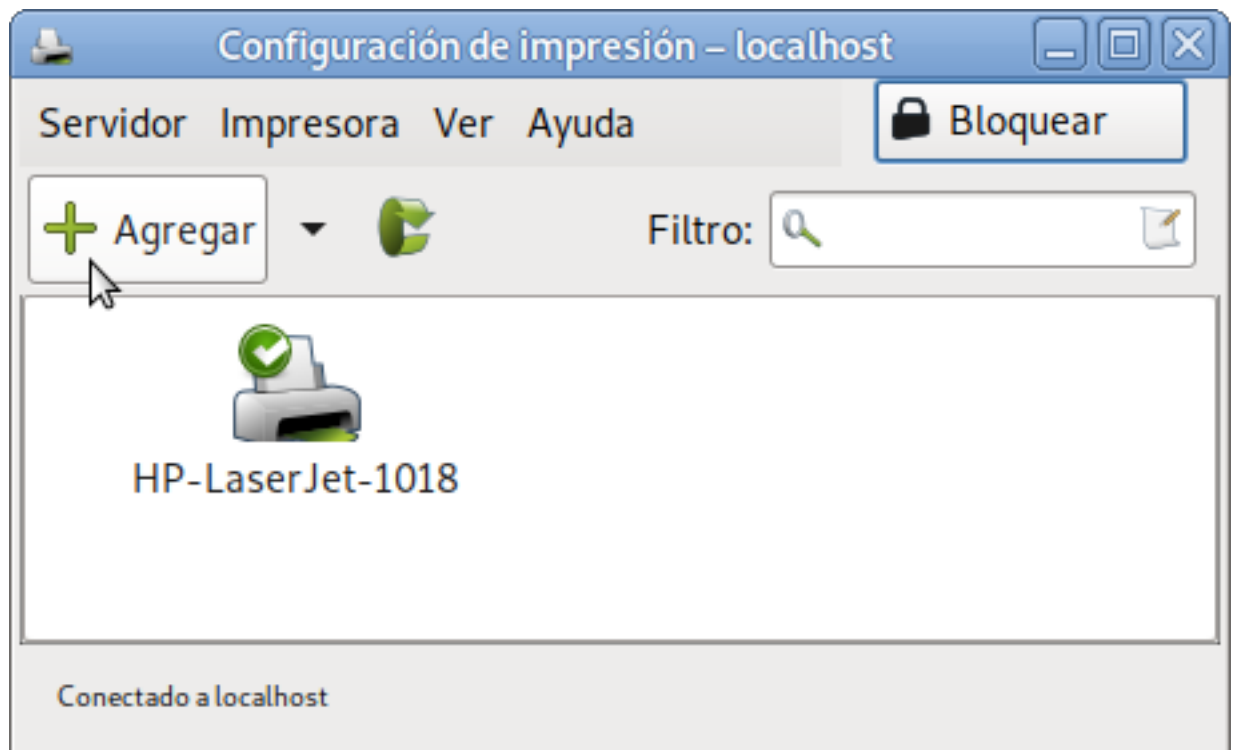 Configuración de impresión – localhost
Servidor Impresora Ver Ayuda Bloquear
Agregar Filtro:
HP-LaserJet-1018
Conectado a localhost